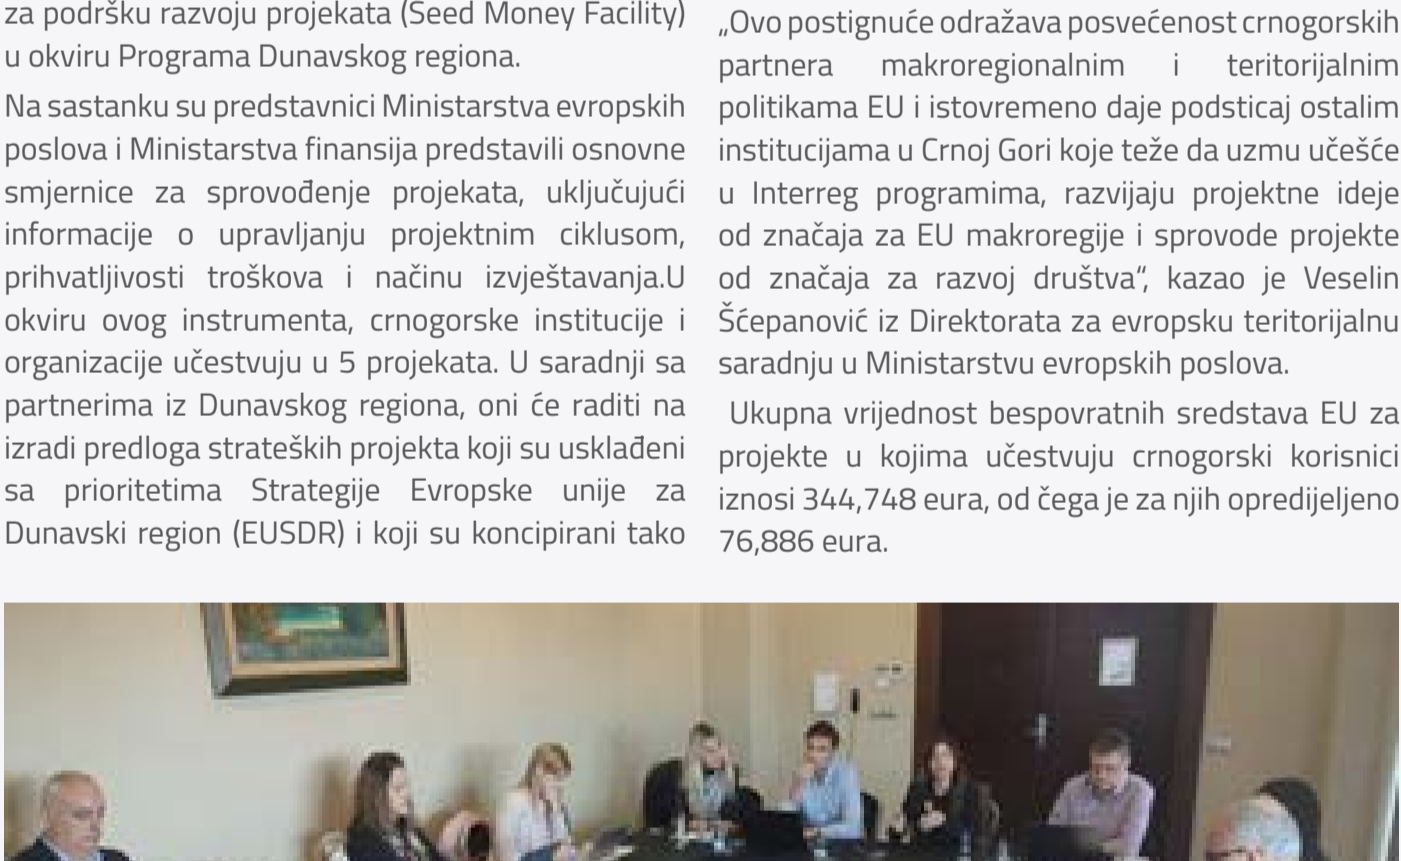 za podršku razvoju projekata (Seed Money Facility)
u okviru Programa Dunavskog regiona.
Na sastanku su predstavnici Ministarstva evropskih
poslova i Ministarstva finansija predstavili osnovne
smjernice za sprovođenje projekata, uključujući
informacije o upravljanju projektnim ciklusom,
prihvatljivosti troškova i načinu izvještavanja.U
okviru ovog instrumenta, crnogorske institucije i
organizacije učestvuju u 5 projekata. U saradnji sa
partnerima iz Dunavskog regiona, oni će raditi na
izradi predloga strateških projekta koji su usklađeni
sa prioritetima Strategije Evropske unije za
Dunavski region (EUSDR) i koji su koncipirani tako
„Ovo postignuće odražava posvećenost crnogorskih
partnera makroregionalnim i teritorijalnim
politikama EU i istovremeno daje podsticaj ostalim
institucijama u Crnoj Gori koje teže da uzmu učešće
u Interreg programima, razvijaju projektne ideje
od značaja za EU makroregije i sprovode projekte
od značaja za razvoj društva“, kazao je Veselin
Šćepanović iz Direktorata za evropsku teritorijalnu
saradnju u Ministarstvu evropskih poslova.
Ukupna vrijednost bespovratnih sredstava EU za
projekte u kojima učestvuju crnogorski korisnici
iznosi 344,748 eura, od čega je za njih opredijeljeno
76,886 eura.